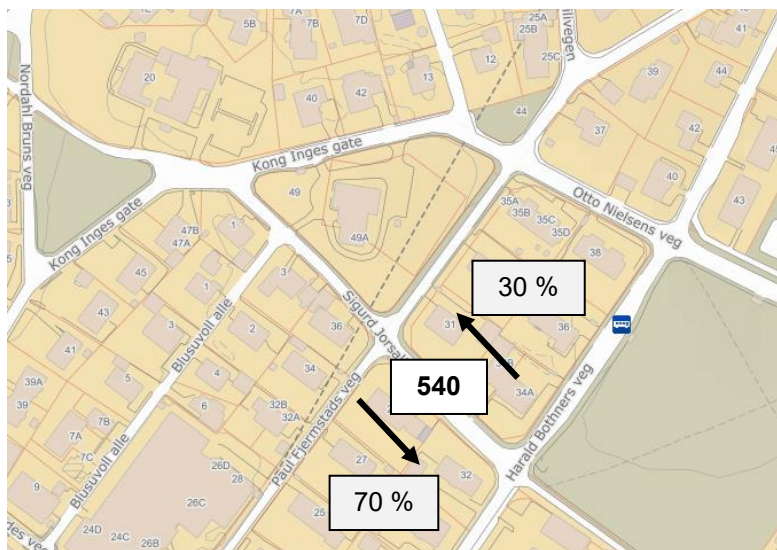 5B
7B
7D
25A
25B
25C
ilivegen
41
12
39
44
20
13
42
40
44
42
37
Nordahl Bruns veg
Kong Inges gate
40
43
49
Otto Nielsens veg
35A
35B
35C
35D
38
47B
47A
1
49A
Kong Inges gate
45
1
3
30 %
43
Sigurd Jorsal
31
36
36
3
2
Blusuvoll alle
41
34
34A
540
39A
39
5
4
32B
32A
Paul Fjermstads veg
Harald Bothners veg
6
7B
7A
7C
27
32
26D
28
70 %
9
Blusuvoll alle
26C
25
24D
24C
26B
des veg